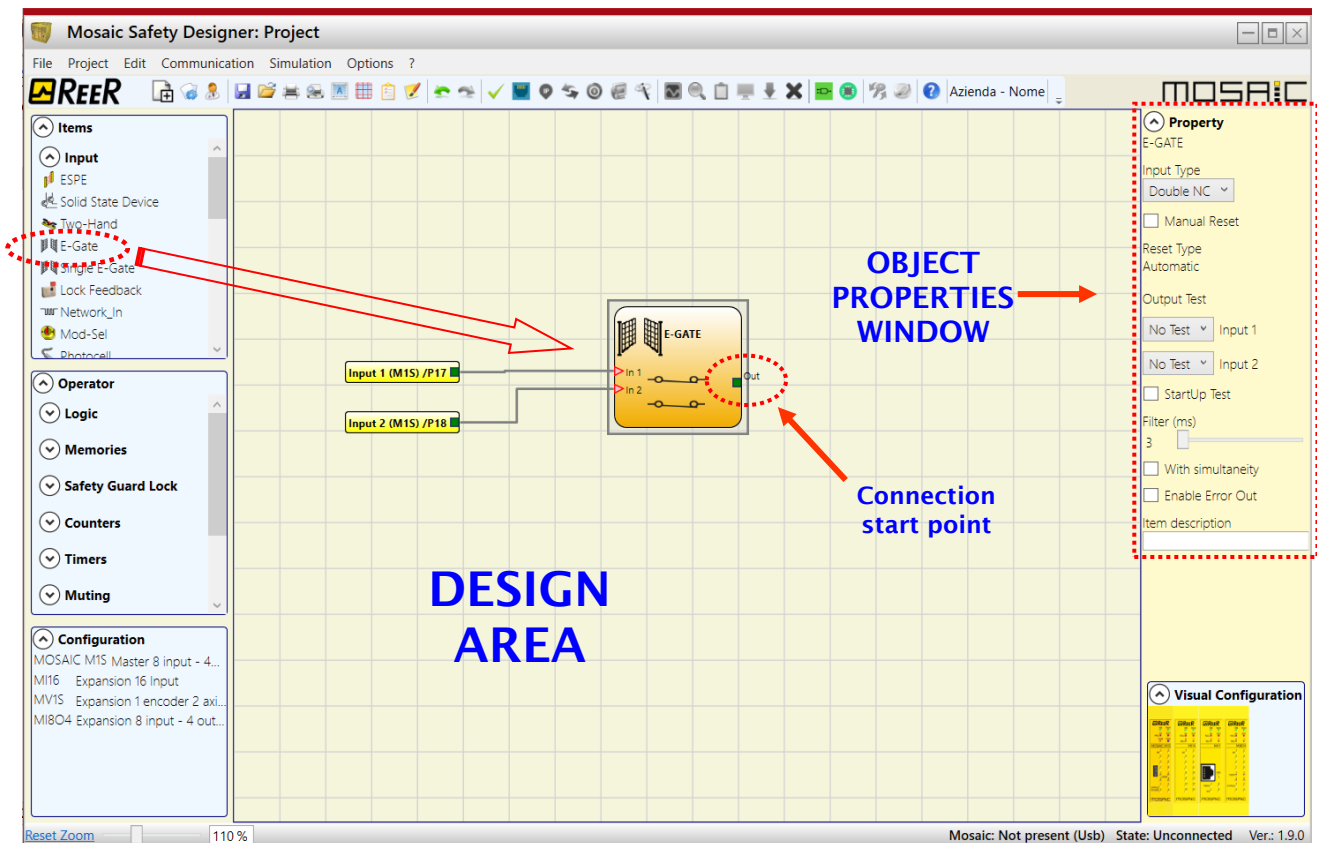 Mosaic Safety Designer: Project
File Project Edit Communication Simulation Options ?
REER
Azienda - Nome
MOSAIC
Items
Input
ESPE
Solid State Device
Two-Hand
E-Gate
Single E-Gate
Lock Feedback
Network_In
Mod-Sel
Photocell
Operator
Logic
Memories
Safety Guard Lock
Counters
Timers
Muting
Configuration
MOSAIC M1S Master 8 input - 4...
MI16 Expansion 16 Input
MV1S Expansion 1 encoder 2 axi...
MI8O4 Expansion 8 input - 4 out...
Input 1 (M1S) /P17
Input 2 (M1S) /P18
E-GATE
In 1
In 2
Out
OBJECT
PROPERTIES
WINDOW
Connection
start point
DESIGN
AREA
Property
E-GATE
Input Type
Double NC
Manual Reset
Reset Type
Automatic
Output Test
No Test Input 1
No Test Input 2
StartUp Test
Filter (ms)
3
With simultaneity
Enable Error Out
Item description
Visual Configuration
Reset Zoom
110 %
Mosaic: Not present (Usb) State: Unconnected Ver.: 1.9.0